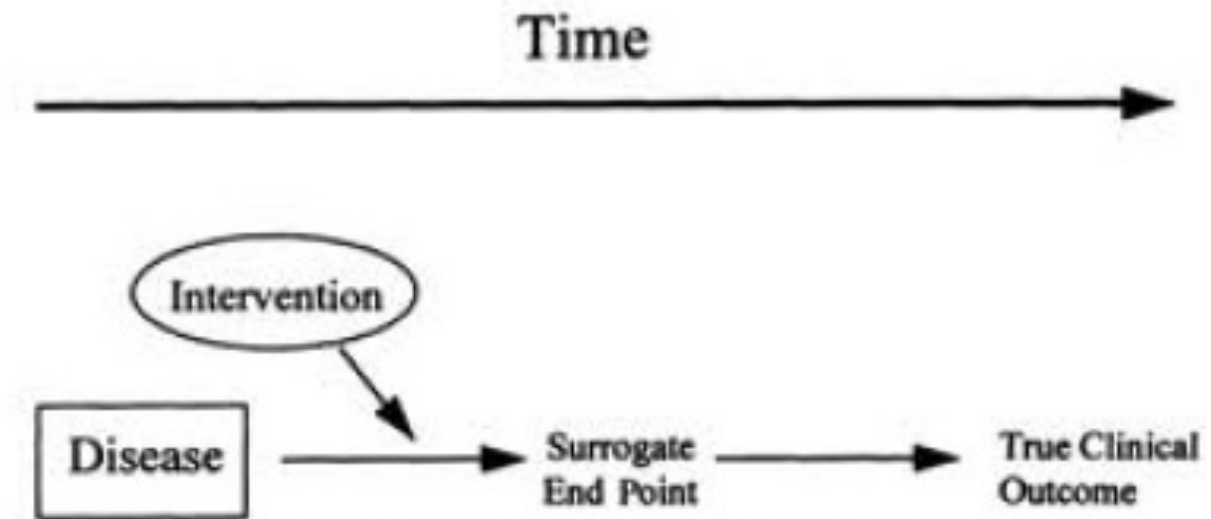 Time
Intervention
Disease
Surrogate
End Point
True Clinical
Outcome